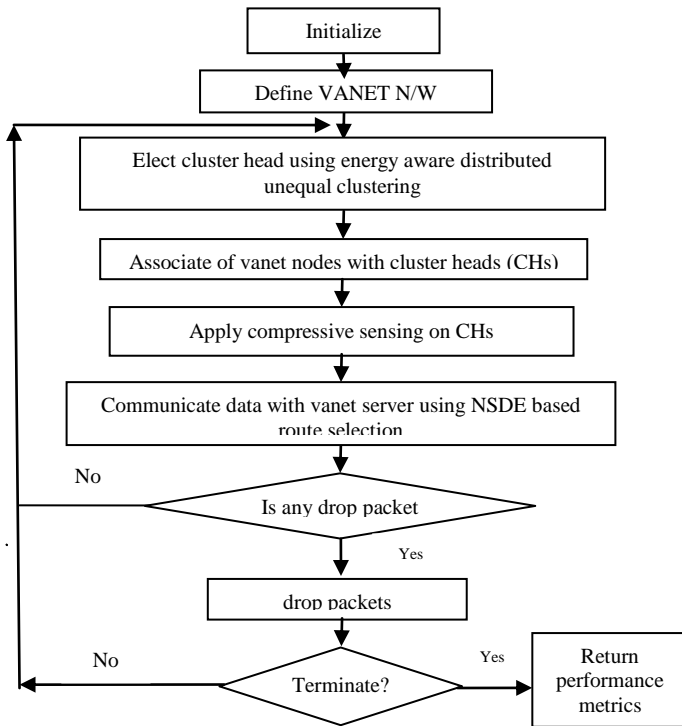 Initialize
Define VANET N/W
Elect cluster head using energy aware distributed
unequal clustering
Associate of vanet nodes with cluster heads (CHs)
Apply compressive sensing on CHs
Communicate data with vanet server using NSDE based
route selection
No
Is any drop packet
.
Yes
drop packets
No
Terminate?
Yes
Return
performance
metrics